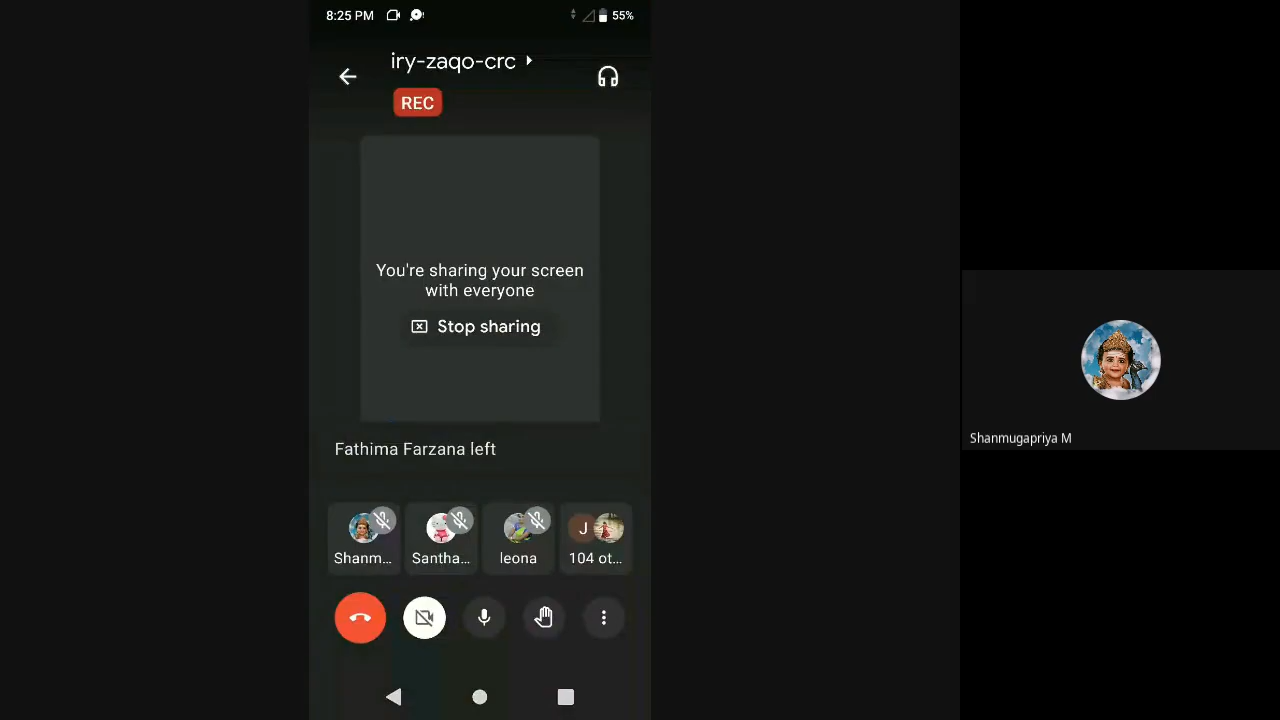 8:25 PM
55%
iry-zaqo-crc
REC
You're sharing your screen
with everyone
Stop sharing
Fathima Farzana left
Shanm...
Santha...
leona
J
104 ot...
Shanmugapriya M